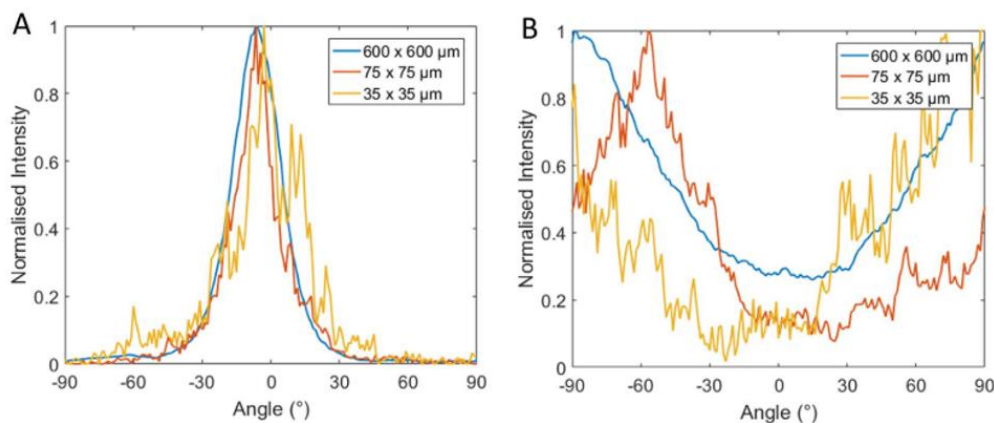 A
Normalised Intensity
1
0.8
0.6
0.4
0.2
0
-90 -60 -30 0 30 60 90
Angle (°)
600 x 600 µm
75 x 75 µm
35 x 35 µm
B
Normalised Intensity
1
0.8
0.6
0.4
0.2
0
-90 -60 -30 0 30 60 90
Angle (°)
600 x 600 µm
75 x 75 µm
35 x 35 µm